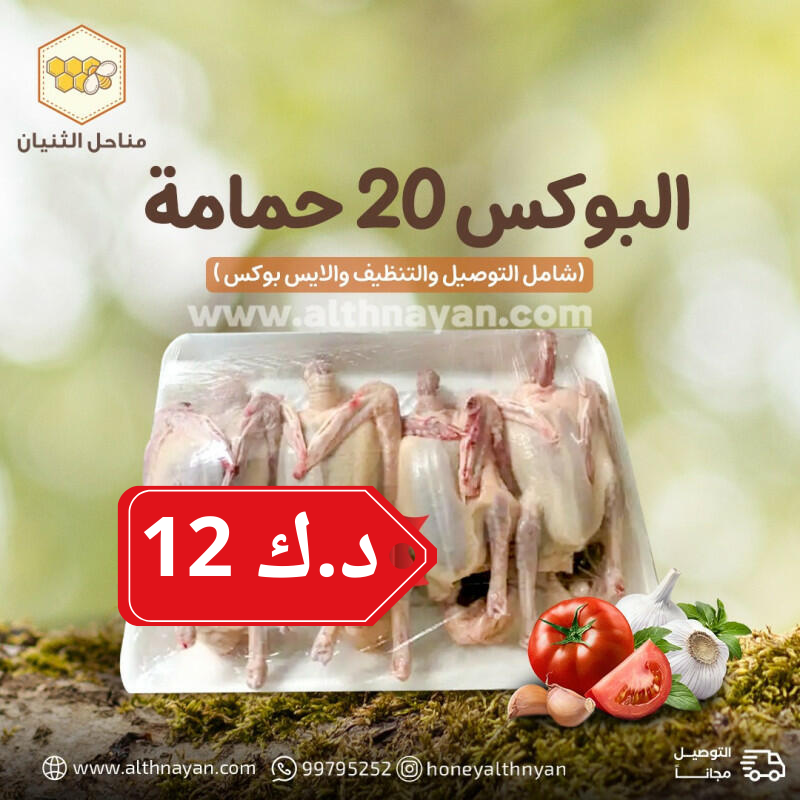 مناحل الثنيان
البوكس 20 حمامة
(شامل التوصيل والتنظيف والايس بوكس)
www.althnayan.com
12 د.ك
www.althnayan.com 99795252 honeyalthnyan
التوصيل
مجاناً